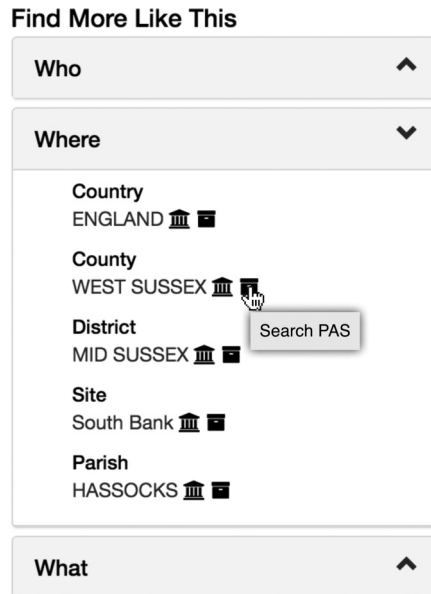 Find More Like This
Who
Where
Country
ENGLAND
County
WEST SUSSEX
Search PAS
District
MID SUSSEX
Site
South Bank
Parish
HASSOCKS
What